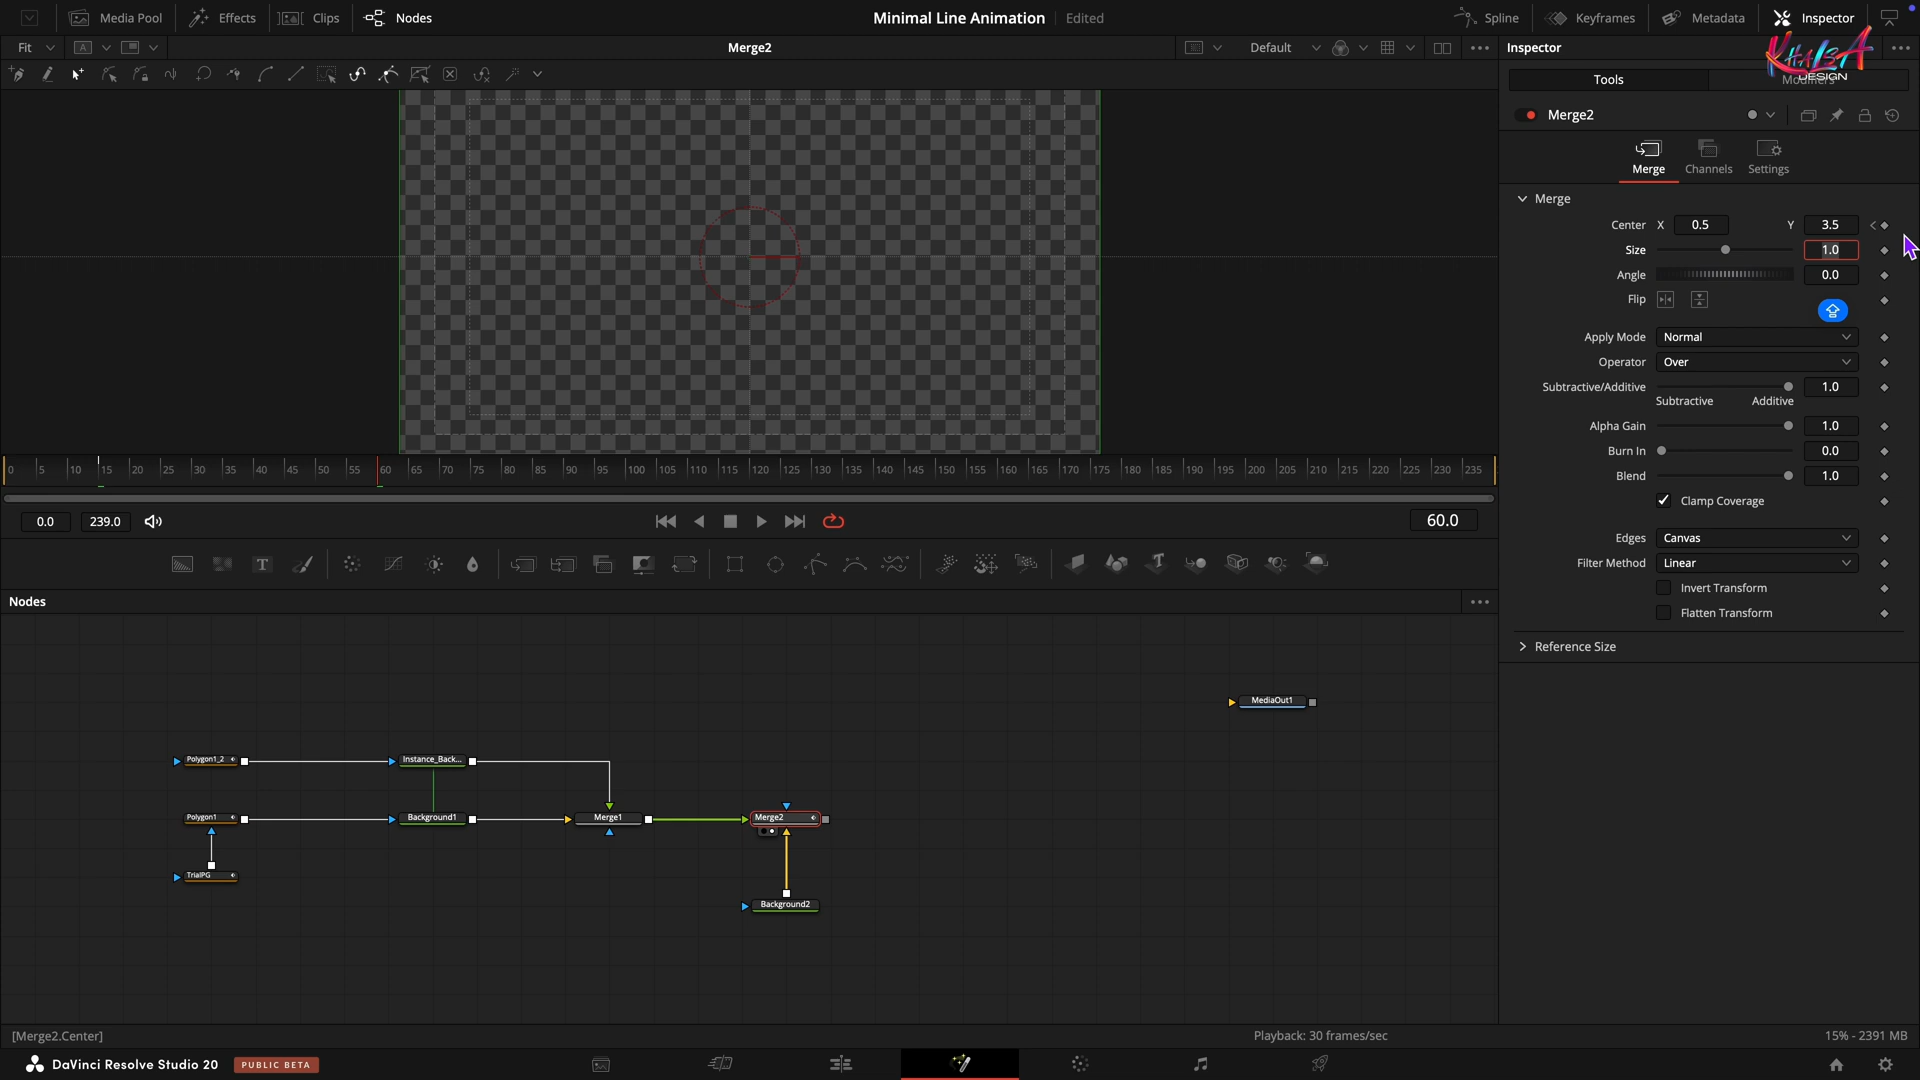 Media Pool Effects Clips Nodes Minimal Line Animation Edited Spline Keyframes Metadata Inspector
Fit A Merge2 Default Inspector
KHALSA
DESIGN
Tools Modifiers
Merge2
Merge Channels Settings
Merge
Center X 0.5 Y 3.5
Size 1.0
Angle 0.0
Flip
Apply Mode Normal
Operator Over
Subtractive/Additive 1.0
Subtractive Additive
Alpha Gain 1.0
Burn In 0.0
Blend 1.0
Clamp Coverage
Edges Canvas
Filter Method Linear
Invert Transform
Flatten Transform
Reference Size
0 5 10 15 20 25 30 35 40 45 50 55 60 65 70 75 80 85 90 95 100 105 110 115 120 125 130 135 140 145 150 155 160 165 170 175 180 185 190 195 200 205 210 215 220 225 230 235
0.0 239.0 60.0
T T
Nodes
MediaOut1
Polygon1_2 Instance_Back...
Polygon1 Background1 Merge1 Merge2
TrialPG
Background2
[Merge2.Center] Playback: 30 frames/sec 15% - 2391 MB
DaVinci Resolve Studio 20 PUBLIC BETA